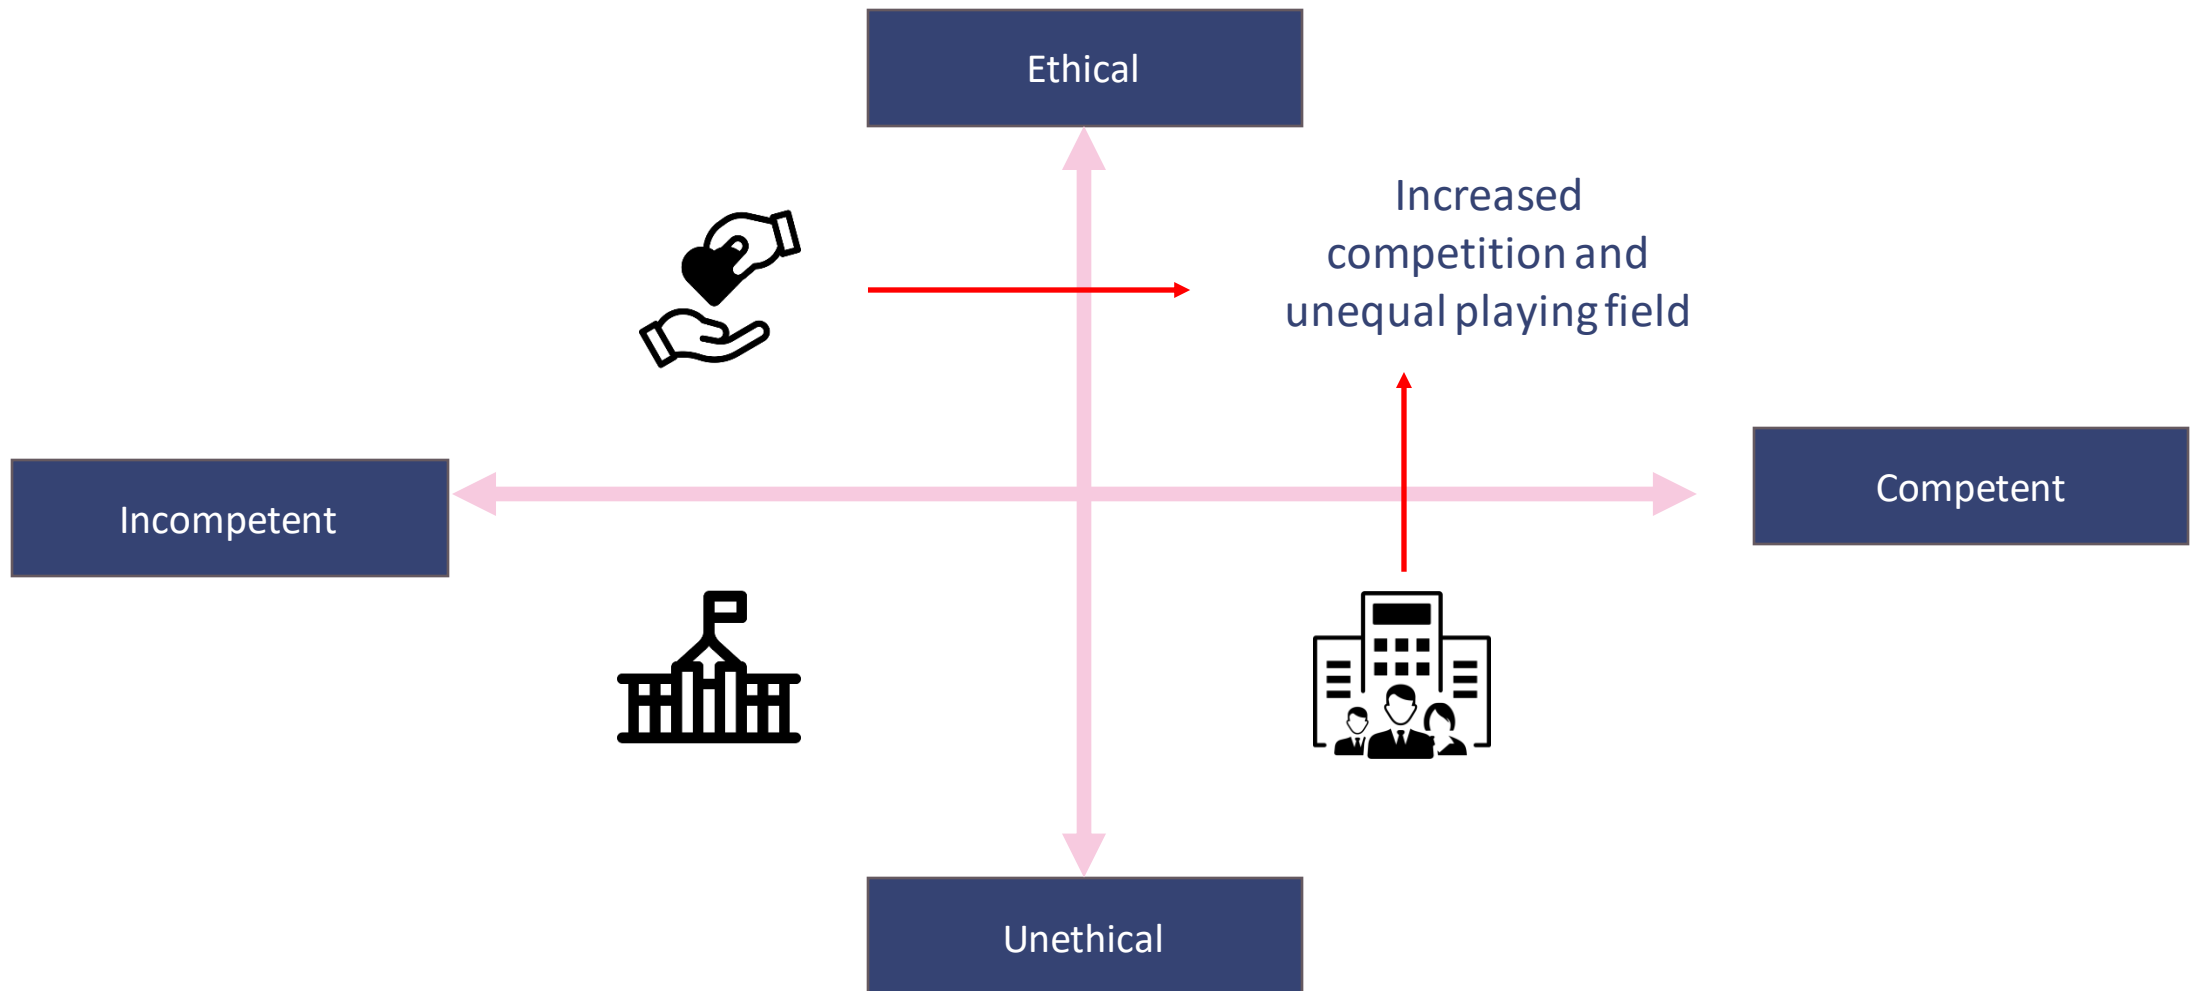 Ethical
Increased
competition and
unequal playing field
Competent
Incompetent
Unethical